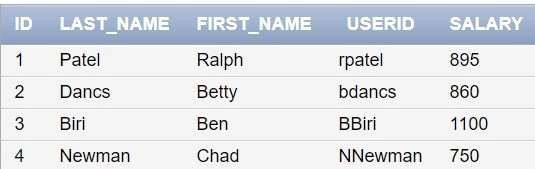 ID LAST_NAME FIRST_NAME USERID SALARY
1 Patel Ralph rpatel 895
2 Dancs Betty bdancs 860
3 Biri Ben BBiri 1100
4 Newman Chad NNewman 750